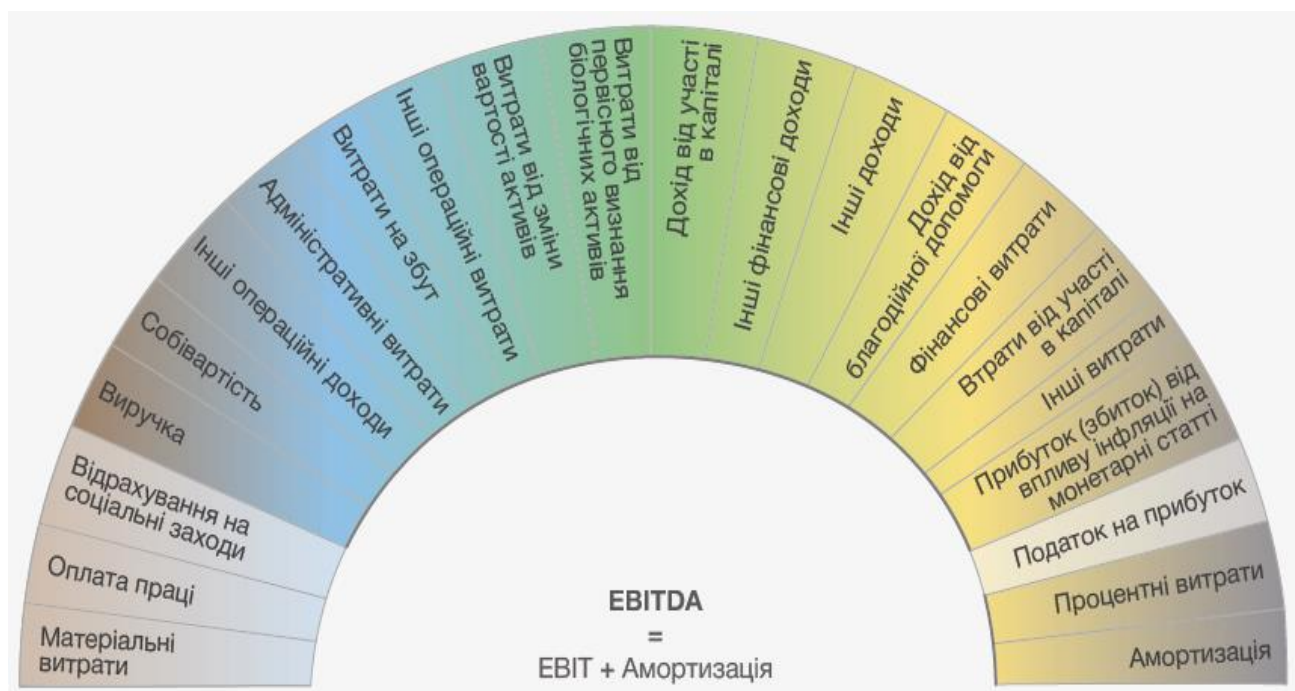 Матеріальні
витрати
Оплата праці
Відрахування на
соціальні заходи
Виручка
Собівартість
Інші операційні доходи
Адміністративні витрати
Витрати на збут
Інші операційні витрати
Витрати від зміни
вартості активів
Витрати від
первісного визнання
біологічних активів
Дохід від участі
в капіталі
Інші фінансові доходи
Інші доходи
Дохід від
благодійної допомоги
Фінансові витрати
Втрати від участі
в капіталі
Інші витрати
Прибуток (збиток) від
впливу інфляції на
монетарні статті
Податок на прибуток
Процентні витрати
Амортизація
EBITDA
=
EBIT + Амортизація